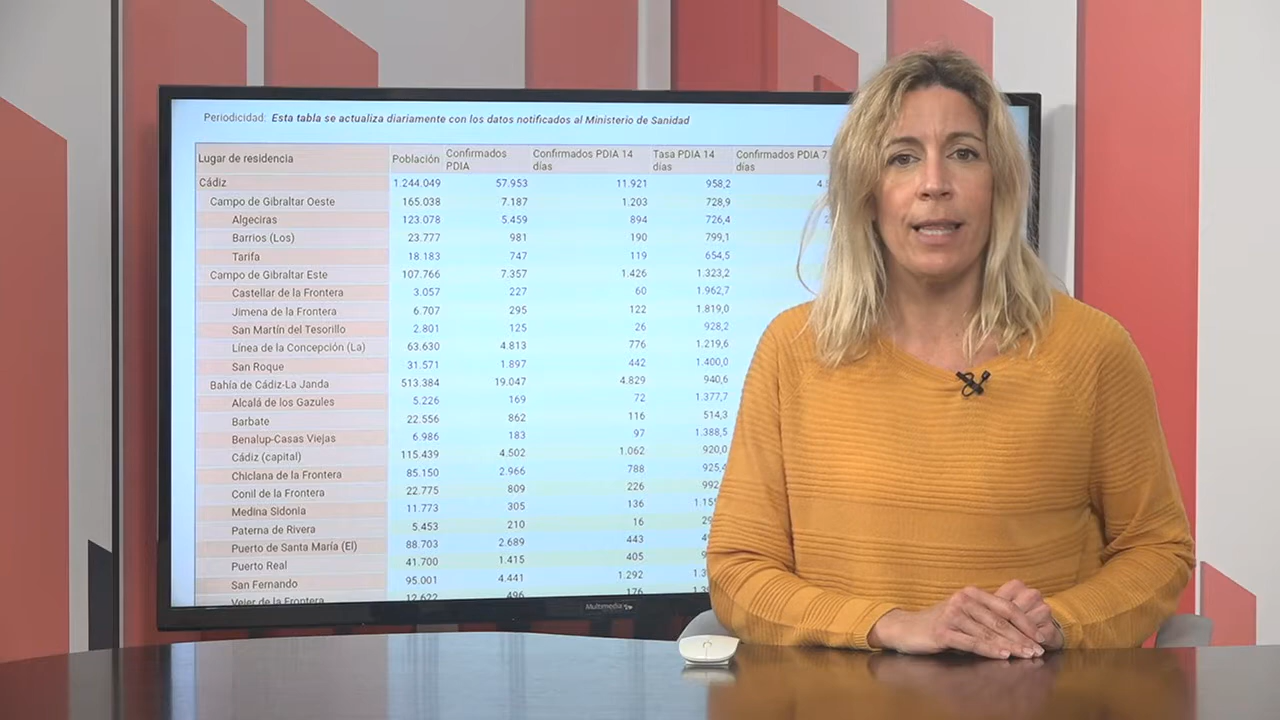 Periodicidad: Esta tabla se actualiza diariamente con los datos notificados al Ministerio de Sanidad
Lugar de residencia Población Confirmados PDIA Confirmados PDIA 14 días Tasa PDIA 14 días Confirmados PDIA 7 días
Cádiz 1.244.049 57.953 11.921 958,2
Campo de Gibraltar Oeste 165.038 7.187 1.203 728,9
Algeciras 123.078 5.459 894 726,4
Barrios (Los) 23.777 981 190 799,1
Tarifa 18.183 747 119 654,5
Campo de Gibraltar Este 107.766 7.357 1.426 1.323,2
Castellar de la Frontera 3.057 227 60 1.962,7
Jimena de la Frontera 6.707 295 122 1.819,0
San Martín del Tesorillo 2.801 125 26 928,2
Línea de la Concepción (La) 63.630 4.813 776 1.219,6
San Roque 31.571 1.897 442 1.400,0
Bahía de Cádiz-La Janda 513.384 19.047 4.829 940,6
Alcalá de los Gazules 5.226 169 72 1.377,7
Barbate 22.556 862 116 514,3
Benalup-Casas Viejas 6.986 183 97 1.388,5
Cádiz (capital) 115.439 4.502 1.062 920,0
Chiclana de la Frontera 85.150 2.966 788 925,4
Conil de la Frontera 22.775 809 226 992
Medina Sidonia 11.773 305 136
Paterna de Rivera 5.453 210 16
Puerto de Santa María (El) 88.703 2.689 443
Puerto Real 41.700 1.415 405
San Fernando 95.001 4.441 1.292
Vejer de la Frontera 12.622 496 176
Multimedia